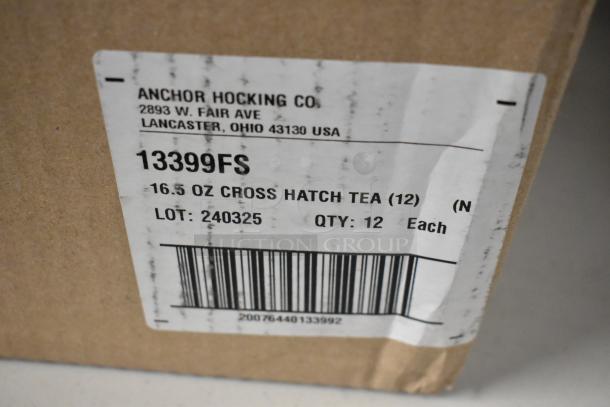 ANCHOR HOCKING CO.
2893 W. FAIR AVE
LANCASTER, OHIO 43130 USA
13399FS
16.5 OZ CROSS HATCH TEA (12) (N
LOT: 240325 QTY: 12 Each
AUCTION GROUP
20076440133992